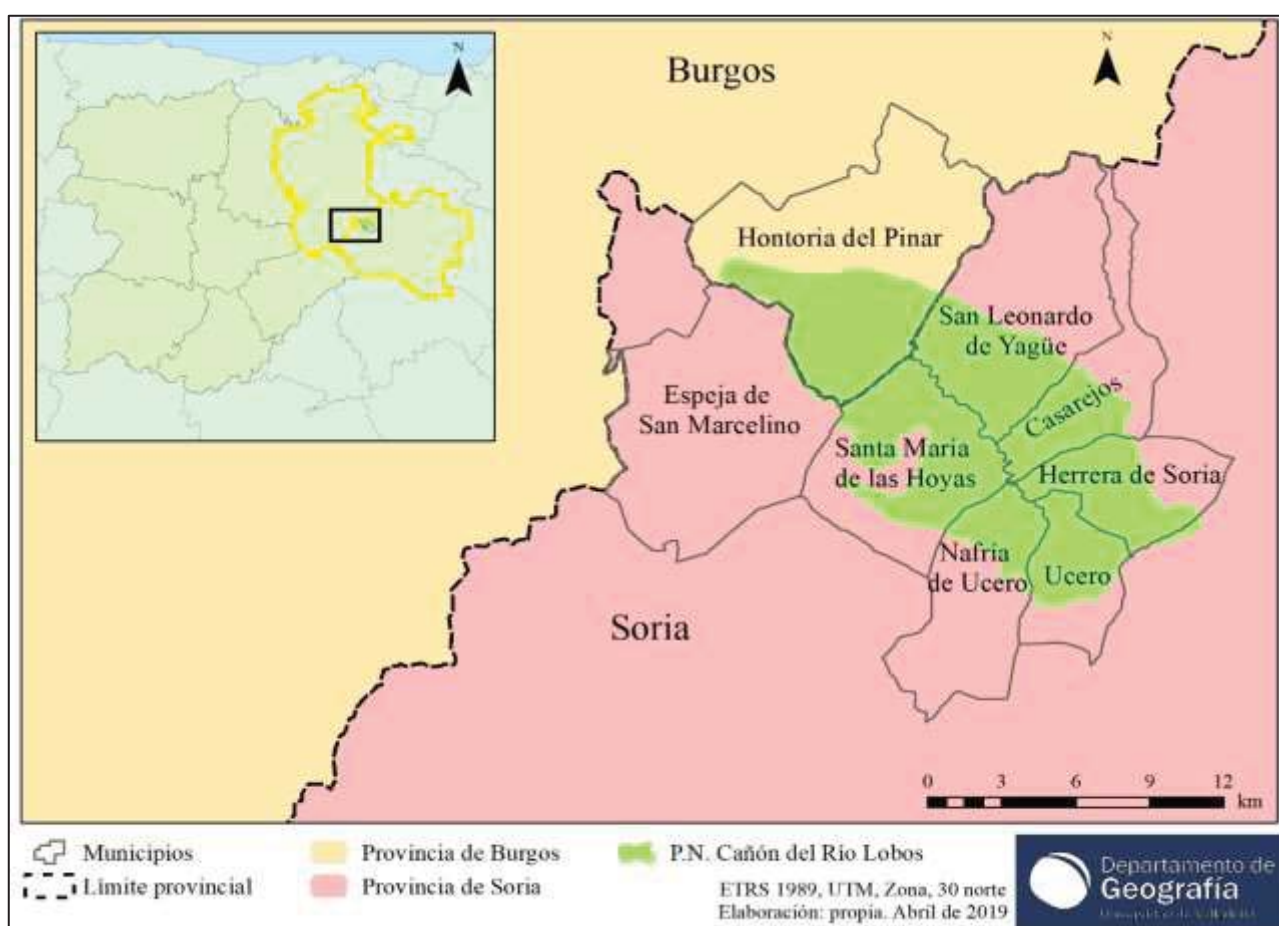 N
N
Burgos
Hontoria del Pinar
San Leonardo
de Yagüe
Casarejos
Espeja de
San Marcelino
Santa María
de las Hoyas
Herrera de Soria
Nafría
de Ucero
Ucero
Soria
0 3 6 9 12
km
Municipios
Límite provincial
Provincia de Burgos
Provincia de Soria
P.N. Cañón del Río Lobos
ETRS 1989, UTM, Zona, 30 norte
Elaboración: propia. Abril de 2019
Departamento de
Geografía